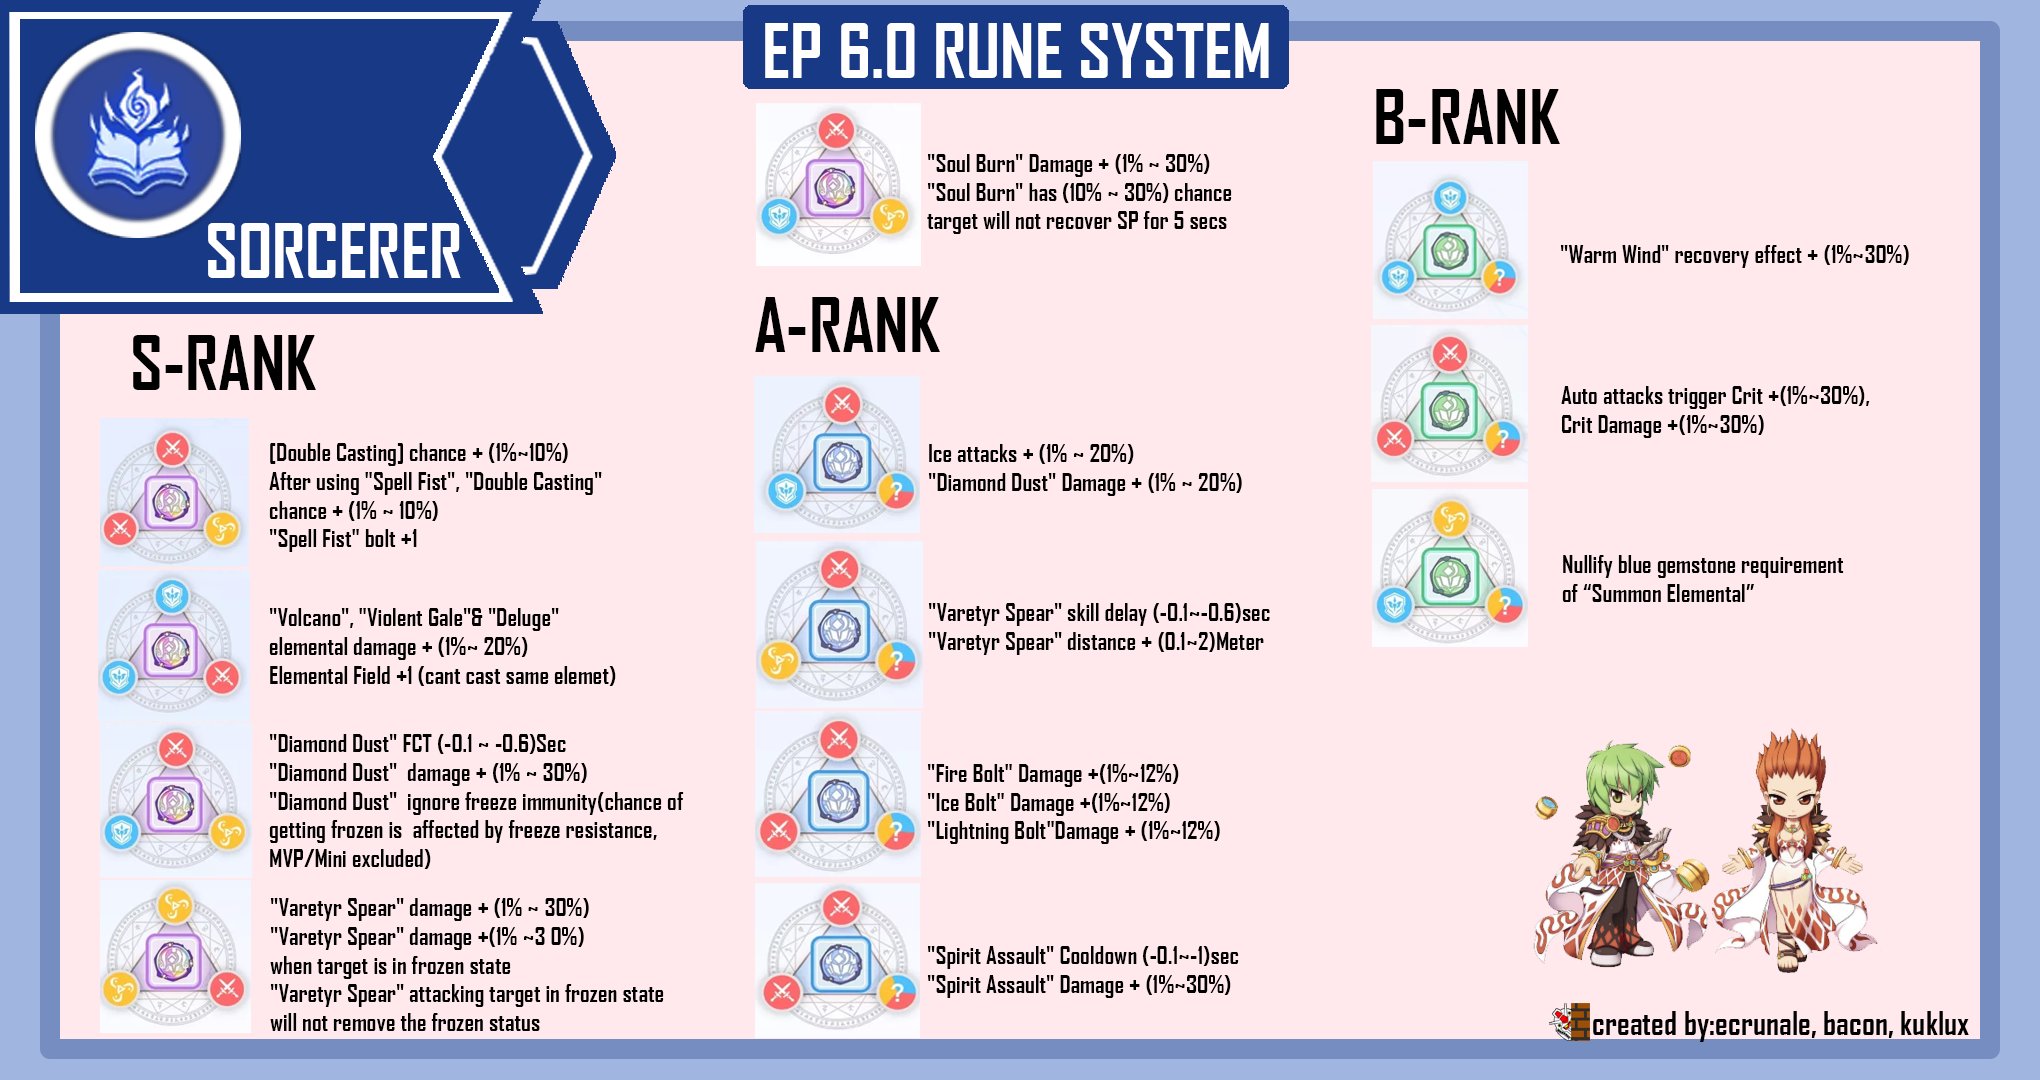 SORCERER
EP 6.0 RUNE SYSTEM
S-RANK
[Double Casting] chance + (1%~10%)
After using "Spell Fist", "Double Casting"
chance + (1% ~ 10%)
"Spell Fist" bolt +1
"Volcano", "Violent Gale"& "Deluge"
elemental damage + (1%~ 20%)
Elemental Field +1 (cant cast same elemet)
"Diamond Dust" FCT (-0.1 ~ -0.6)Sec
"Diamond Dust"  damage + (1% ~ 30%)
"Diamond Dust"  ignore freeze immunity(chance of
getting frozen is  affected by freeze resistance,
MVP/Mini excluded)
"Varetyr Spear" damage + (1% ~ 30%)
"Varetyr Spear" damage +(1% ~3 0%)
when target is in frozen state
"Varetyr Spear" attacking target in frozen state
will not remove the frozen status
"Soul Burn" Damage + (1% ~ 30%)
"Soul Burn" has (10% ~ 30%) chance
target will not recover SP for 5 secs
A-RANK
Ice attacks + (1% ~ 20%)
"Diamond Dust" Damage + (1% ~ 20%)
"Varetyr Spear" skill delay (-0.1~-0.6)sec
"Varetyr Spear" distance + (0.1~2)Meter
"Fire Bolt" Damage +(1%~12%)
"Ice Bolt" Damage +(1%~12%)
"Lightning Bolt"Damage + (1%~12%)
"Spirit Assault" Cooldown (-0.1~-1)sec
"Spirit Assault" Damage + (1%~30%)
B-RANK
"Warm Wind" recovery effect + (1%~30%)
Auto attacks trigger Crit +(1%~30%),
Crit Damage +(1%~30%)
Nullify blue gemstone requirement
of “Summon Elemental”
created by:ecrunale, bacon, kuklux